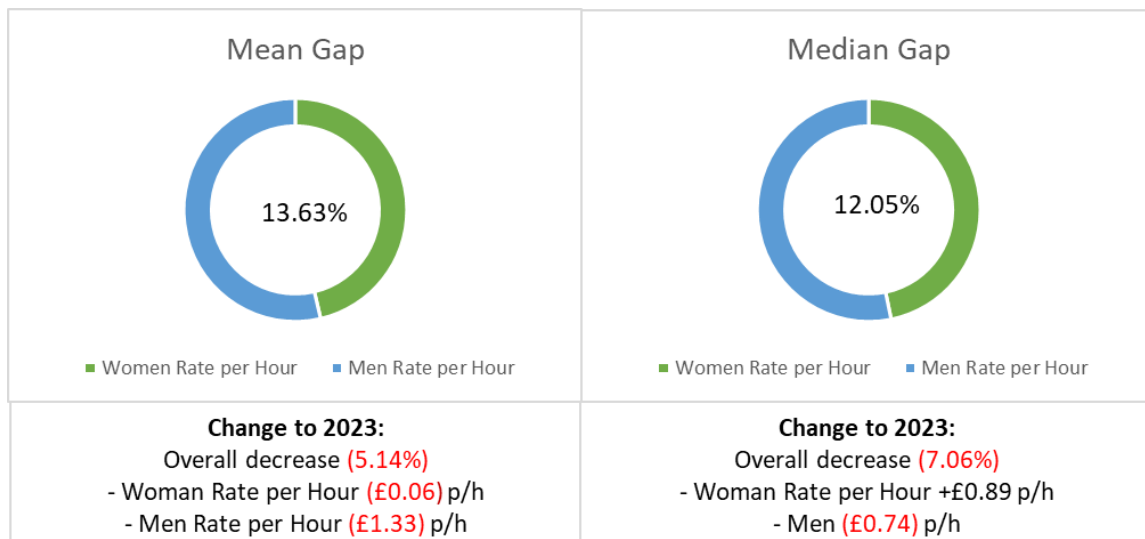 Mean Gap
13.63%
Women Rate per Hour
Men Rate per Hour
Change to 2023:
Overall decrease (5.14%)
- Woman Rate per Hour (£0.06) p/h
- Men Rate per Hour (£1.33) p/h
Median Gap
12.05%
Women Rate per Hour
Men Rate per Hour
Change to 2023:
Overall decrease (7.06%)
- Woman Rate per Hour +£0.89 p/h
- Men (£0.74) p/h